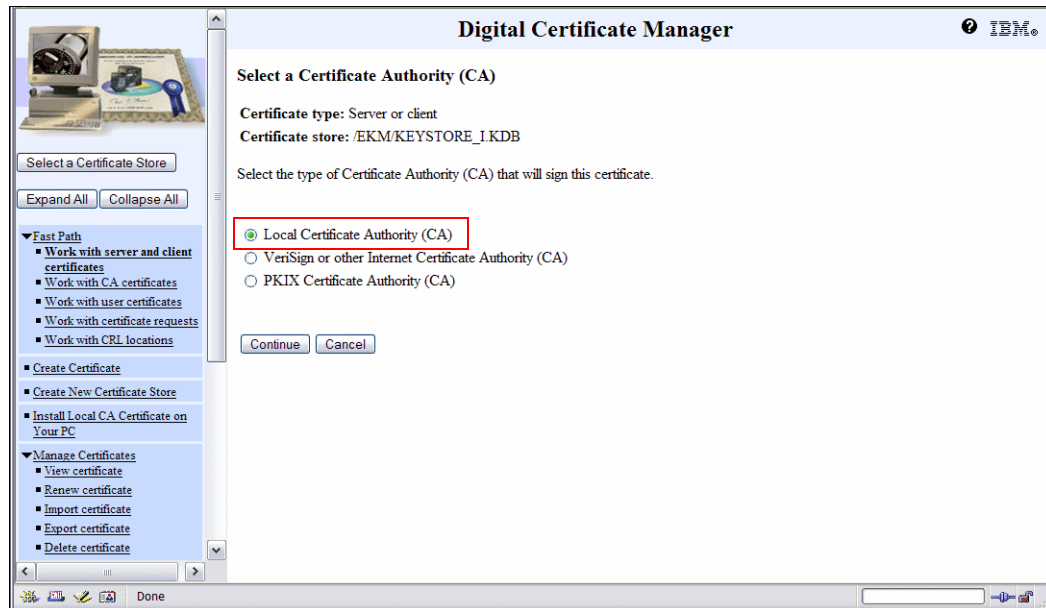 Digital Certificate Manager
IBM®
Select a Certificate Store
Expand All
Collapse All
Fast Path
Work with server and client
certificates
Work with CA certificates
Work with user certificates
Work with certificate requests
Work with CRL locations
Create Certificate
Create New Certificate Store
Install Local CA Certificate on
Your PC
Manage Certificates
View certificate
Renew certificate
Import certificate
Export certificate
Delete certificate
Select a Certificate Authority (CA)
Certificate type: Server or client
Certificate store: /EKM/KEYSTORE_I.KDB
Select the type of Certificate Authority (CA) that will sign this certificate.
Local Certificate Authority (CA)
VeriSign or other Internet Certificate Authority (CA)
PKIX Certificate Authority (CA)
Continue
Cancel
Done